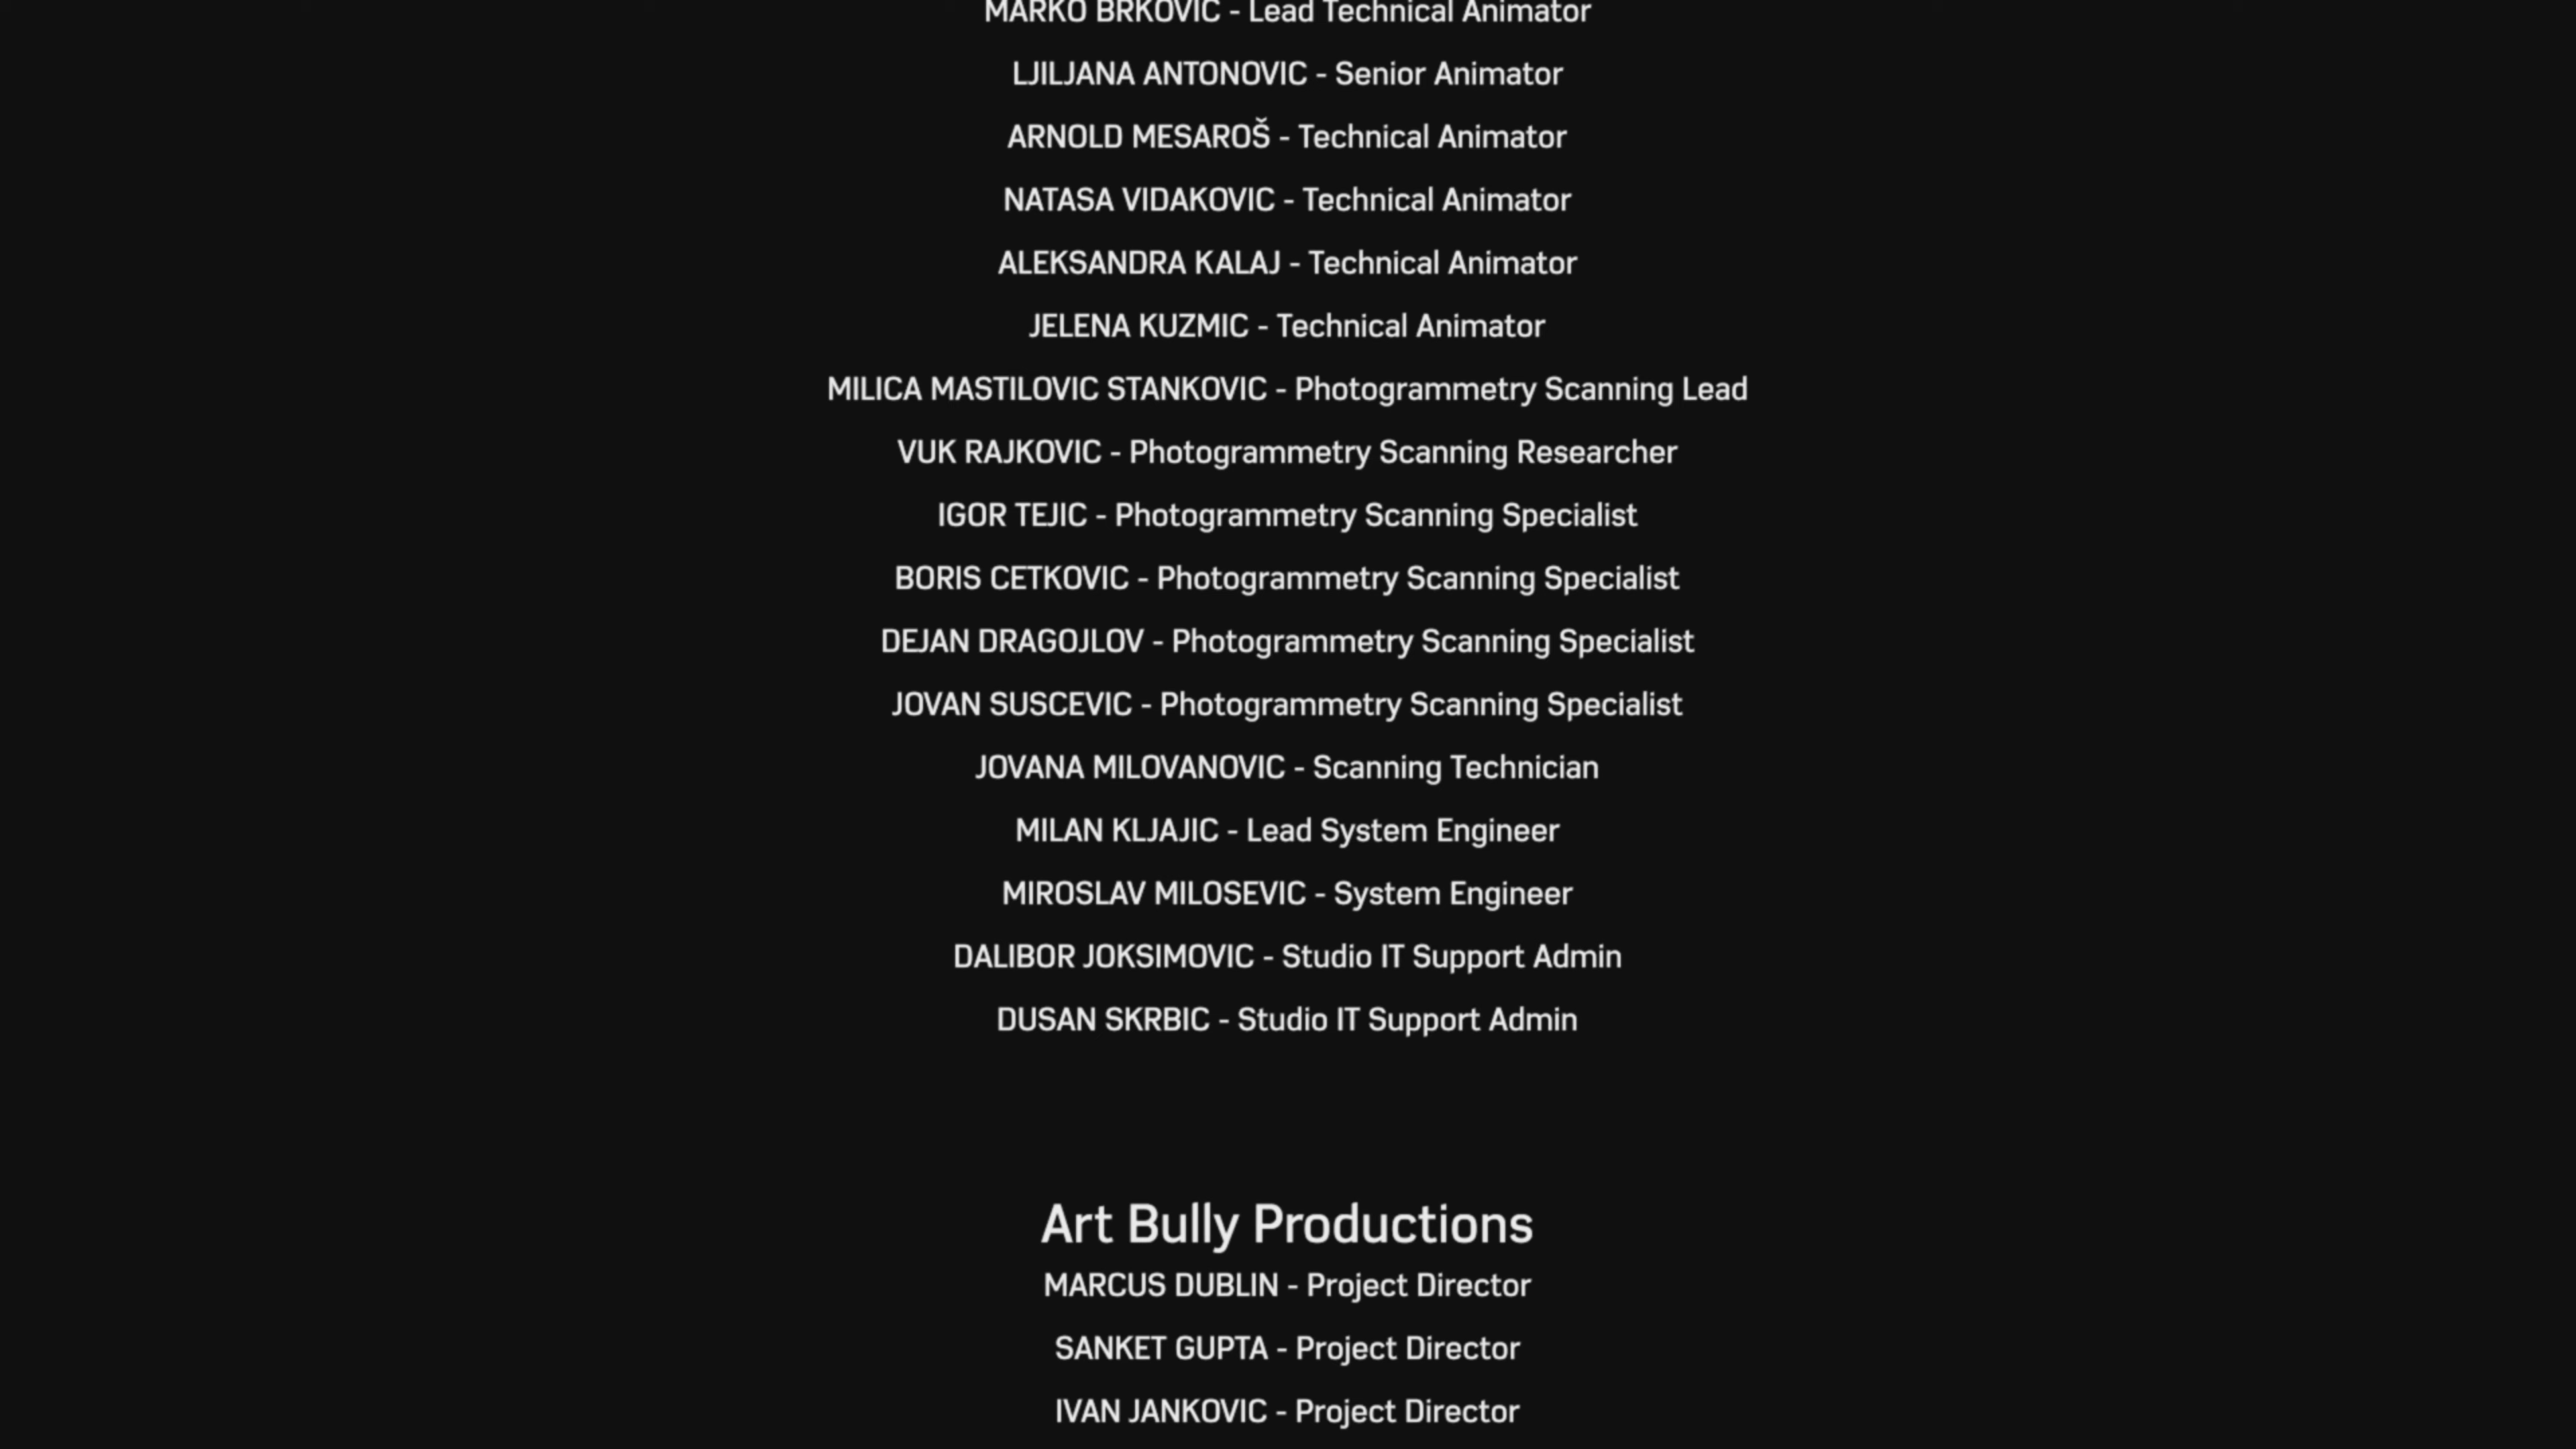 MARKO BRKOVIC - Lead Technical Animator
LJILJANA ANTONOVIC - Senior Animator
ARNOLD MESAROŠ - Technical Animator
NATASA VIDAKOVIC - Technical Animator
ALEKSANDRA KALAJ - Technical Animator
JELENA KUZMIC - Technical Animator
MILICA MASTILOVIC STANKOVIC - Photogrammetry Scanning Lead
VUK RAJKOVIC - Photogrammetry Scanning Researcher
IGOR TEJIC - Photogrammetry Scanning Specialist
BORIS CETKOVIC - Photogrammetry Scanning Specialist
DEJAN DRAGOJLOV - Photogrammetry Scanning Specialist
JOVAN SUSCEVIC - Photogrammetry Scanning Specialist
JOVANA MILOVANOVIC - Scanning Technician
MILAN KLJAJIC - Lead System Engineer
MIROSLAV MILOSEVIC - System Engineer
DALIBOR JOKSIMOVIC - Studio IT Support Admin
DUSAN SKRBIC - Studio IT Support Admin
Art Bully Productions
MARCUS DUBLIN - Project Director
SANKET GUPTA - Project Director
IVAN JANKOVIC - Project Director